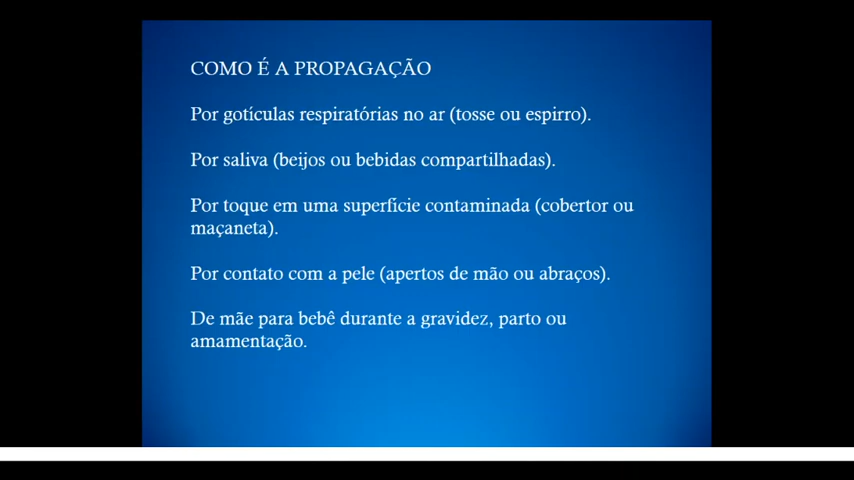 COMO É A PROPAGAÇÃO
Por gotículas respiratórias no ar (tosse ou espirro).
Por saliva (beijos ou bebidas compartilhadas).
Por toque em uma superfície contaminada (cobertor ou
maçaneta).
Por contato com a pele (apertos de mão ou abraços).
De mãe para bebê durante a gravidez, parto ou
amamentação.